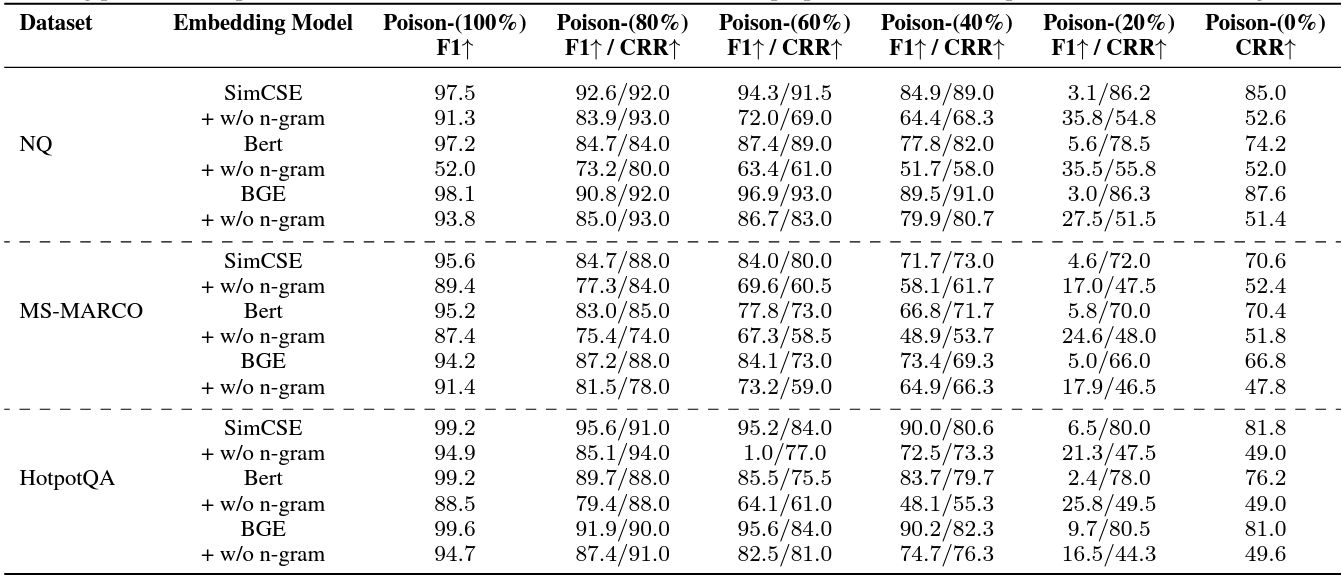 Dataset Embedding Model Poison-(100%) Poison-(80%) Poison-(60%) Poison-(40%) Poison-(20%) Poison-(0%)
F1↑ F1↑ / CRR↑ F1↑ / CRR↑ F1↑ / CRR↑ F1↑ / CRR↑ CRR↑
SimCSE 97.5 92.6/92.0 94.3/91.5 84.9/89.0 3.1/86.2 85.0
+ w/o n-gram 91.3 83.9/93.0 72.0/69.0 64.4/68.3 35.8/54.8 52.6
NQ Bert 97.2 84.7/84.0 87.4/89.0 77.8/82.0 5.6/78.5 74.2
+ w/o n-gram 52.0 73.2/80.0 63.4/61.0 51.7/58.0 35.5/55.8 52.0
BGE 98.1 90.8/92.0 96.9/93.0 89.5/91.0 3.0/86.3 87.6
+ w/o n-gram 93.8 85.0/93.0 86.7/83.0 79.9/80.7 27.5/51.5 51.4
SimCSE 95.6 84.7/88.0 84.0/80.0 71.7/73.0 4.6/72.0 70.6
+ w/o n-gram 89.4 77.3/84.0 69.6/60.5 58.1/61.7 17.0/47.5 52.4
MS-MARCO Bert 95.2 83.0/85.0 77.8/73.0 66.8/71.7 5.8/70.0 70.4
+ w/o n-gram 87.4 75.4/74.0 67.3/58.5 48.9/53.7 24.6/48.0 51.8
BGE 94.2 87.2/88.0 84.1/73.0 73.4/69.3 5.0/66.0 66.8
+ w/o n-gram 91.4 81.5/78.0 73.2/59.0 64.9/66.3 17.9/46.5 47.8
SimCSE 99.2 95.6/91.0 95.2/84.0 90.0/80.6 6.5/80.0 81.8
+ w/o n-gram 94.9 85.1/94.0 1.0/77.0 72.5/73.3 21.3/47.5 49.0
HotpotQA Bert 99.2 89.7/88.0 85.5/75.5 83.7/79.7 2.4/78.0 76.2
+ w/o n-gram 88.5 79.4/88.0 64.1/61.0 48.1/55.3 25.8/49.5 49.0
BGE 99.6 91.9/90.0 95.6/84.0 90.2/82.3 9.7/80.5 81.0
+ w/o n-gram 94.7 87.4/91.0 82.5/81.0 74.7/76.3 16.5/44.3 49.6